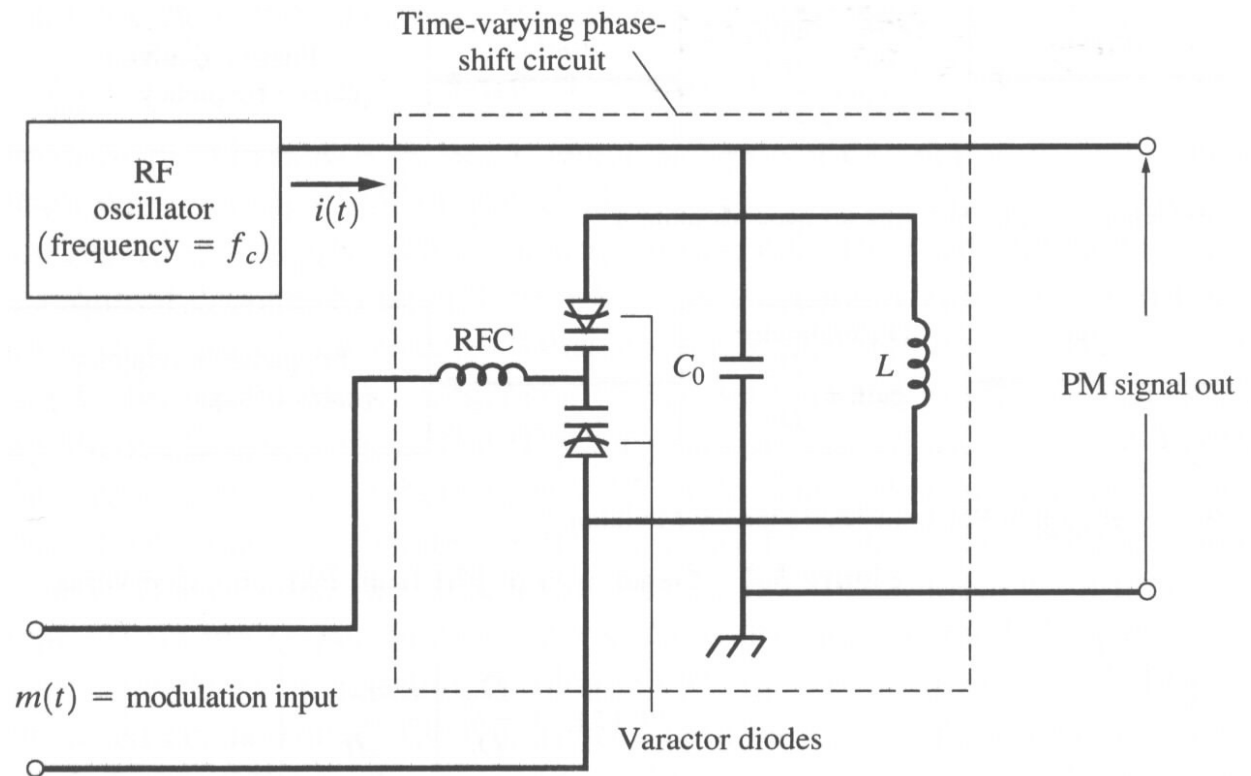 Time-varying phase-
shift circuit
RF
oscillator
(frequency = f_c)
i(t)
RFC
C_0
L
PM signal out
m(t) = modulation input
Varactor diodes